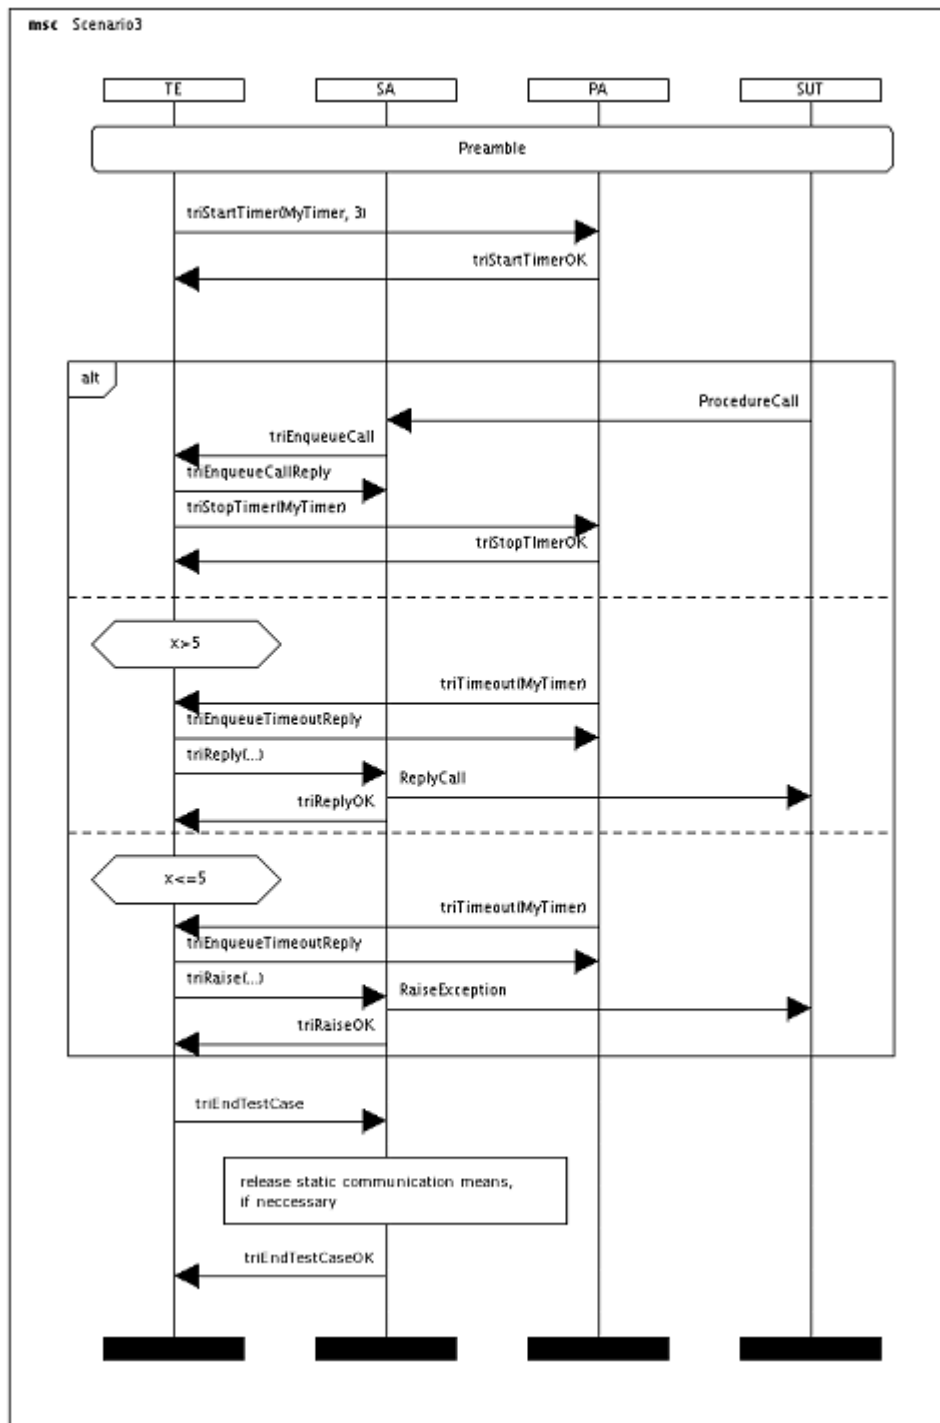 msc Scenario3
TE SA PA SUT
Preamble
triStartTimer(MyTimer, 3)
triStartTimerOK
alt
ProcedureCall
triEnqueueCall
triEnqueueCallReply
triStopTimer(MyTimer)
triStopTImerOK
x>5
triTimeout(MyTimer)
triEnqueueTimeoutReply
triReply(...)
ReplyCall
triReplyOK
x<=5
triTimeout(MyTimer)
triEnqueueTimeoutReply
triRaise(...)
RaiseException
triRaiseOK
triEndTestCase
release static communication means,
if neccessary
triEndTestCaseOK